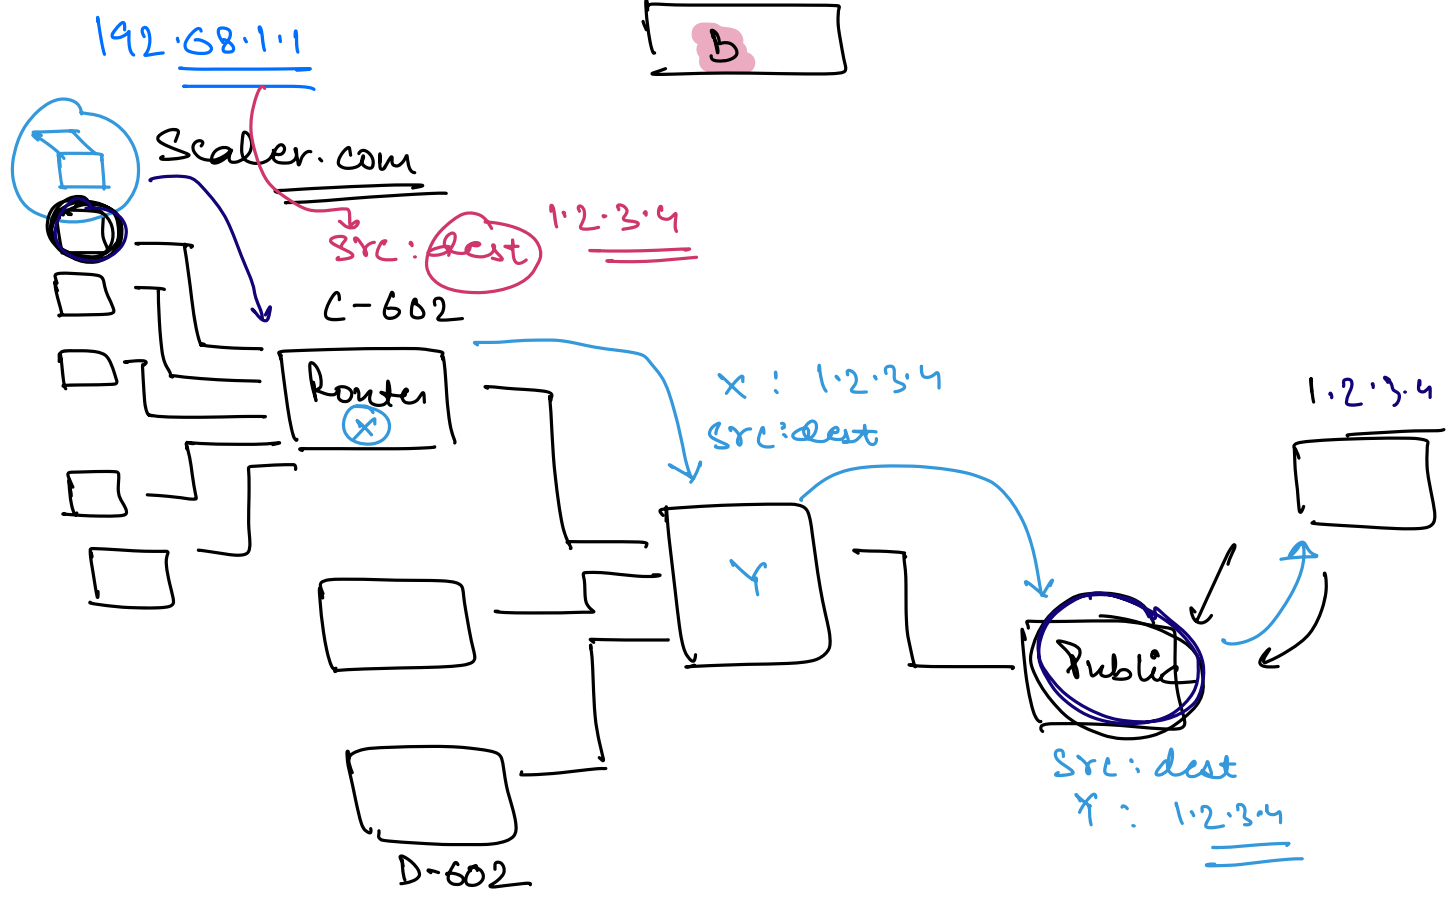 192.68.1.1
B
Scaler.com
src: dest 1.2.3.4
C-602
Router
X
X : 1.2.3.4
src:dest
1.2.3.4
Y
Public
src: dest
Y : 1.2.3.4
D-602